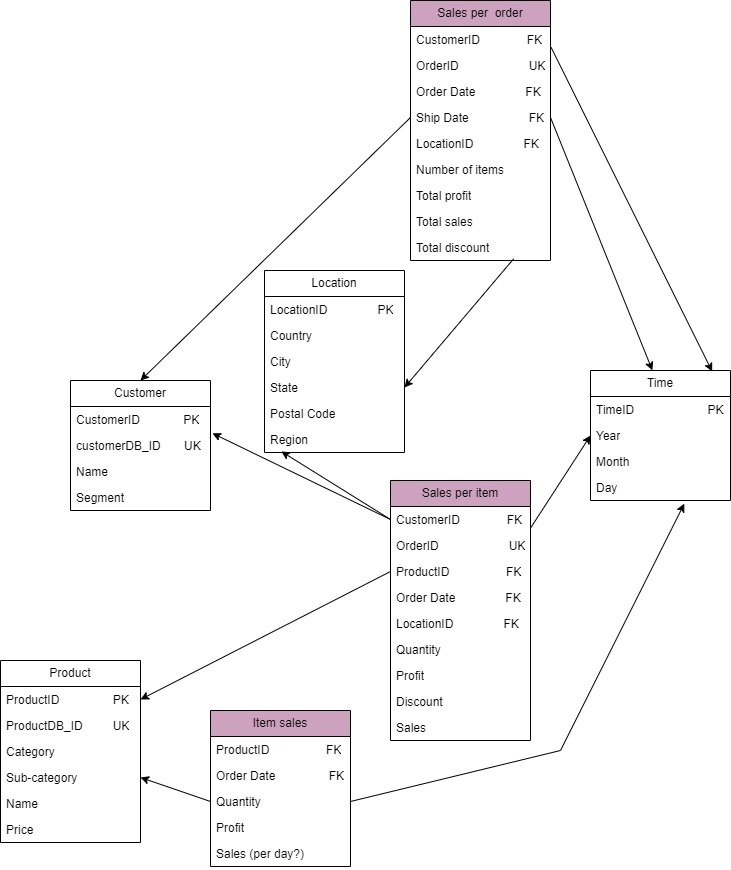 Sales per order
CustomerID FK
OrderID UK
Order Date FK
Ship Date FK
LocationID FK
Number of items
Total profit
Total sales
Total discount
Location
LocationID PK
Country
City
State
Postal Code
Region
Customer
CustomerID PK
customerDB_ID UK
Name
Segment
Time
TimeID PK
Year
Month
Day
Sales per item
CustomerID FK
OrderID UK
ProductID FK
Order Date FK
LocationID FK
Quantity
Profit
Discount
Sales
Product
ProductID PK
ProductDB_ID UK
Category
Sub-category
Name
Price
Item sales
ProductID FK
Order Date FK
Quantity
Profit
Sales (per day?)